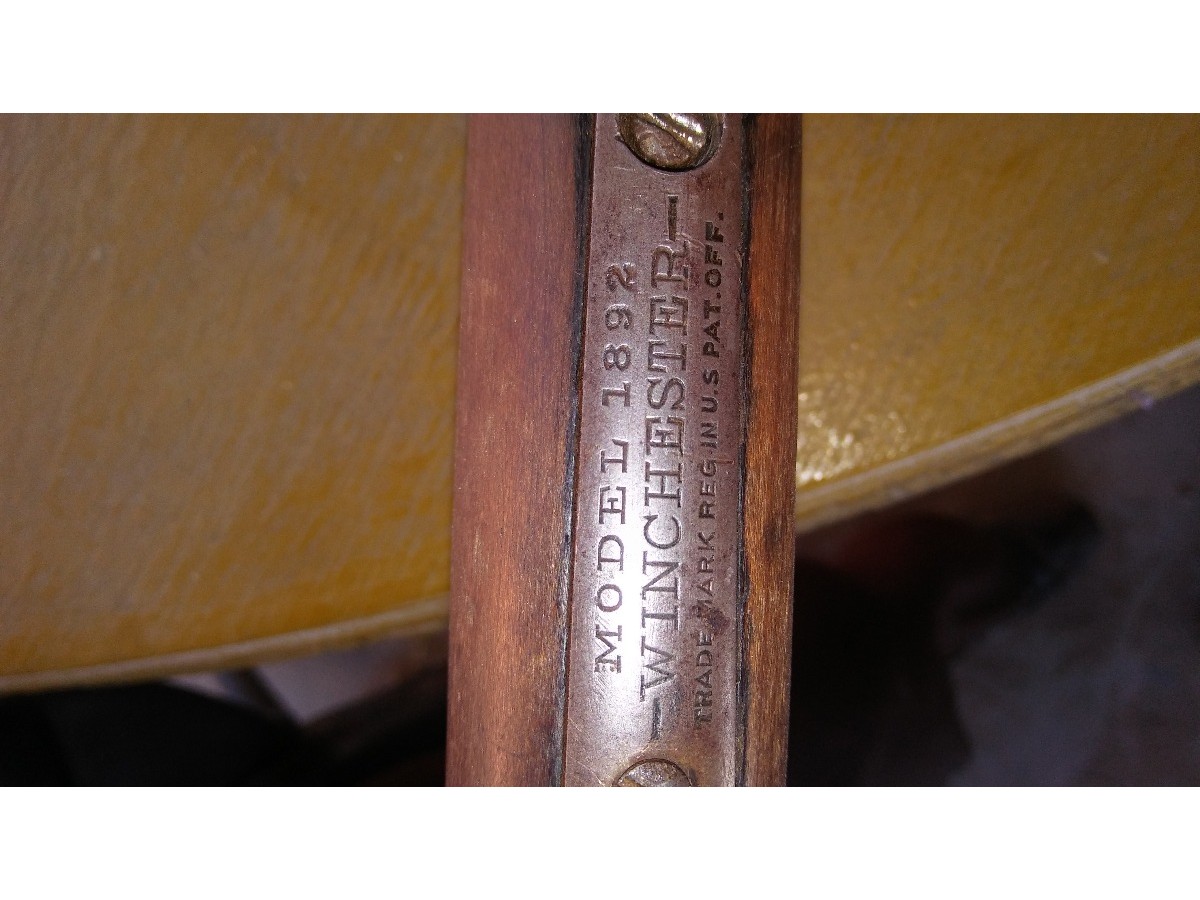 MODEL 1892
—WINCHESTER—
TRADE MARK REG. IN U.S. PAT. OFF.